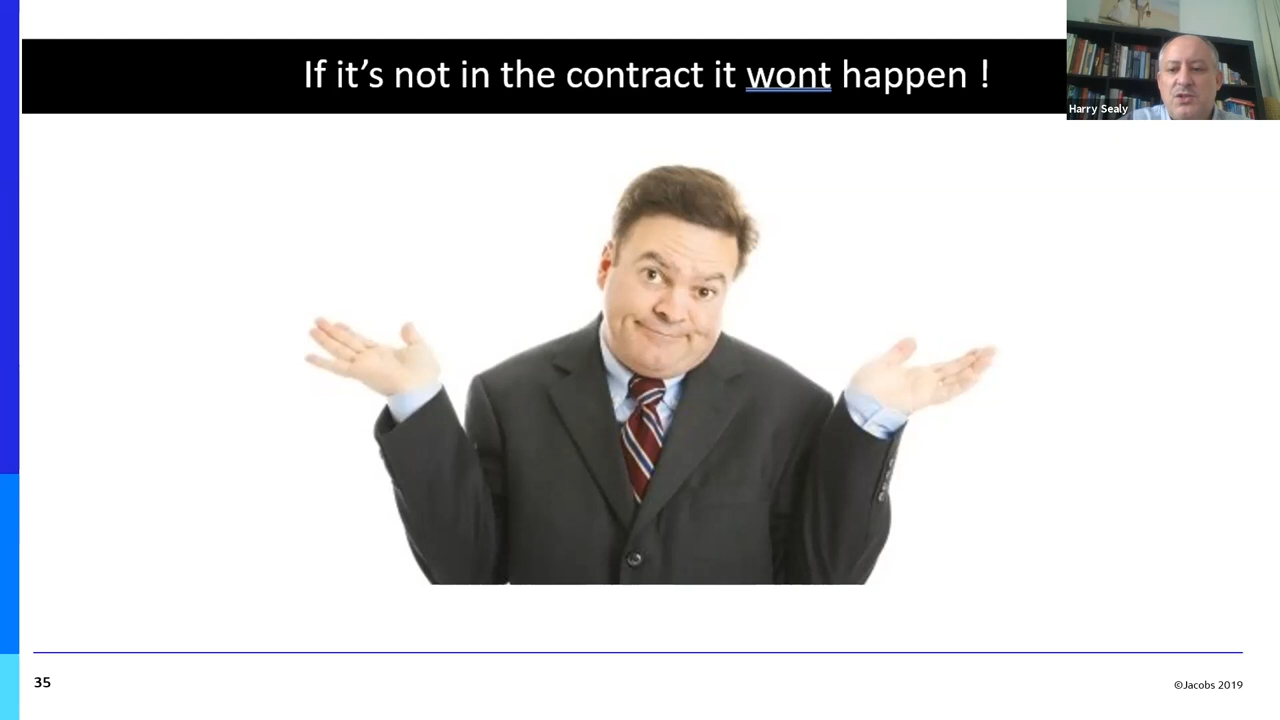 If it’s not in the contract it wont happen !
Harry Sealy
35
©Jacobs 2019